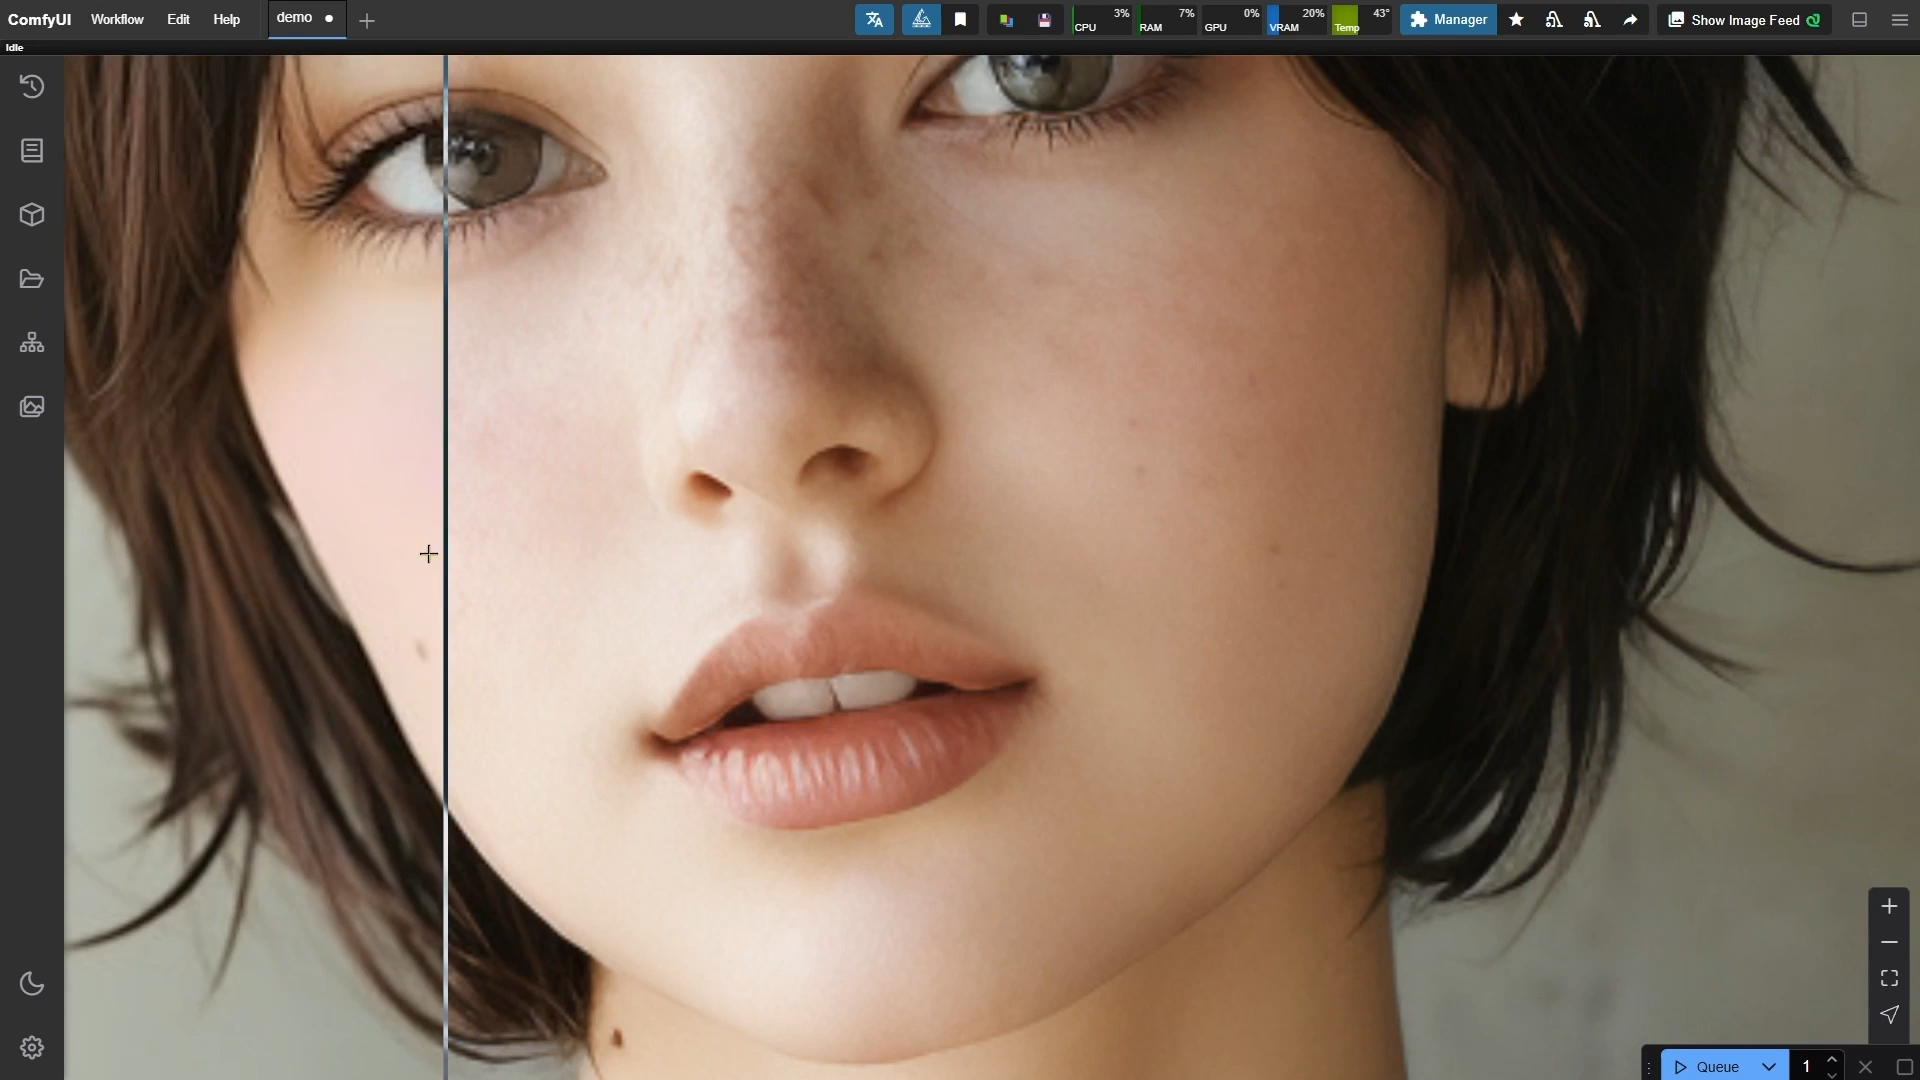 ComfyUI Workflow Edit Help demo
3% 7% 0% 20% 43°
CPU RAM GPU VRAM Temp
Manager Show Image Feed
Idle
Queue 1